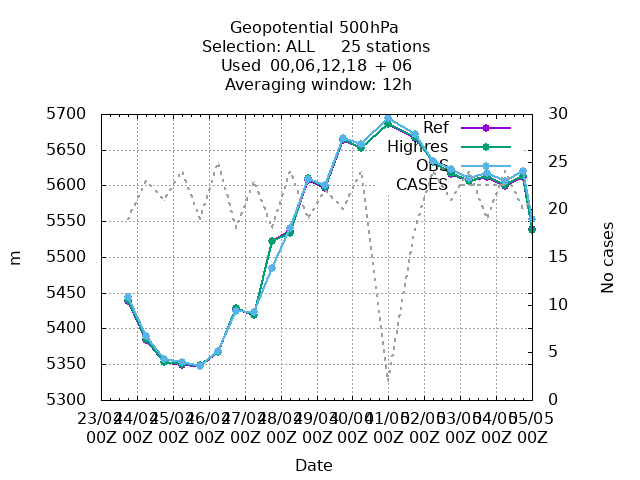 Geopotential 500hPa
Selection: ALL 25 stations
Used 00,06,12,18 + 06
Averaging window: 12h
5700
5650
5600
5550
5500
5450
5400
5350
5300
m
30
25
20
15
10
5
0
No cases
Ref
Highres
OBS
CASES
23/04 24/04 25/04 26/04 27/04 28/04 29/04 30/04 01/05 02/05 03/05 04/05 05/05
00Z 00Z 00Z 00Z 00Z 00Z 00Z 00Z 00Z 00Z 00Z 00Z 00Z
Date